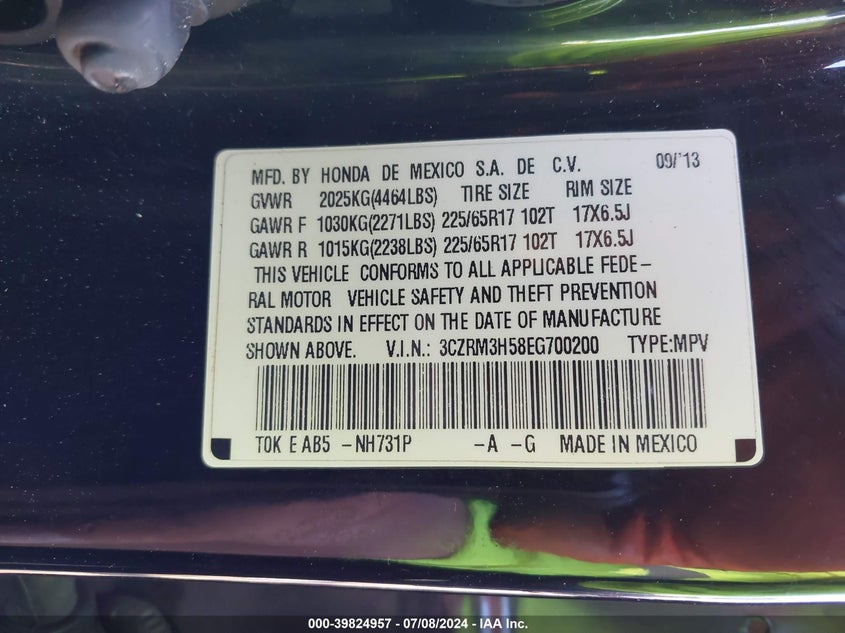 MFD. BY HONDA DE MEXICO S.A. DE C.V. 09/'13
GVWR 2025KG(4464LBS) TIRE SIZE RIM SIZE
GAWR F 1030KG(2271LBS) 225/65R17 102T 17X6.5J
GAWR R 1015KG(2238LBS) 225/65R17 102T 17X6.5J
THIS VEHICLE CONFORMS TO ALL APPLICABLE FEDE-
RAL MOTOR VEHICLE SAFETY AND THEFT PREVENTION
STANDARDS IN EFFECT ON THE DATE OF MANUFACTURE
SHOWN ABOVE. V.I.N.: 3CZRM3H58EG700200 TYPE:MPV
T0K E AB5 -NH731P -A -G MADE IN MEXICO
000-39824957 / 07/08/2024 - IAA Inc.